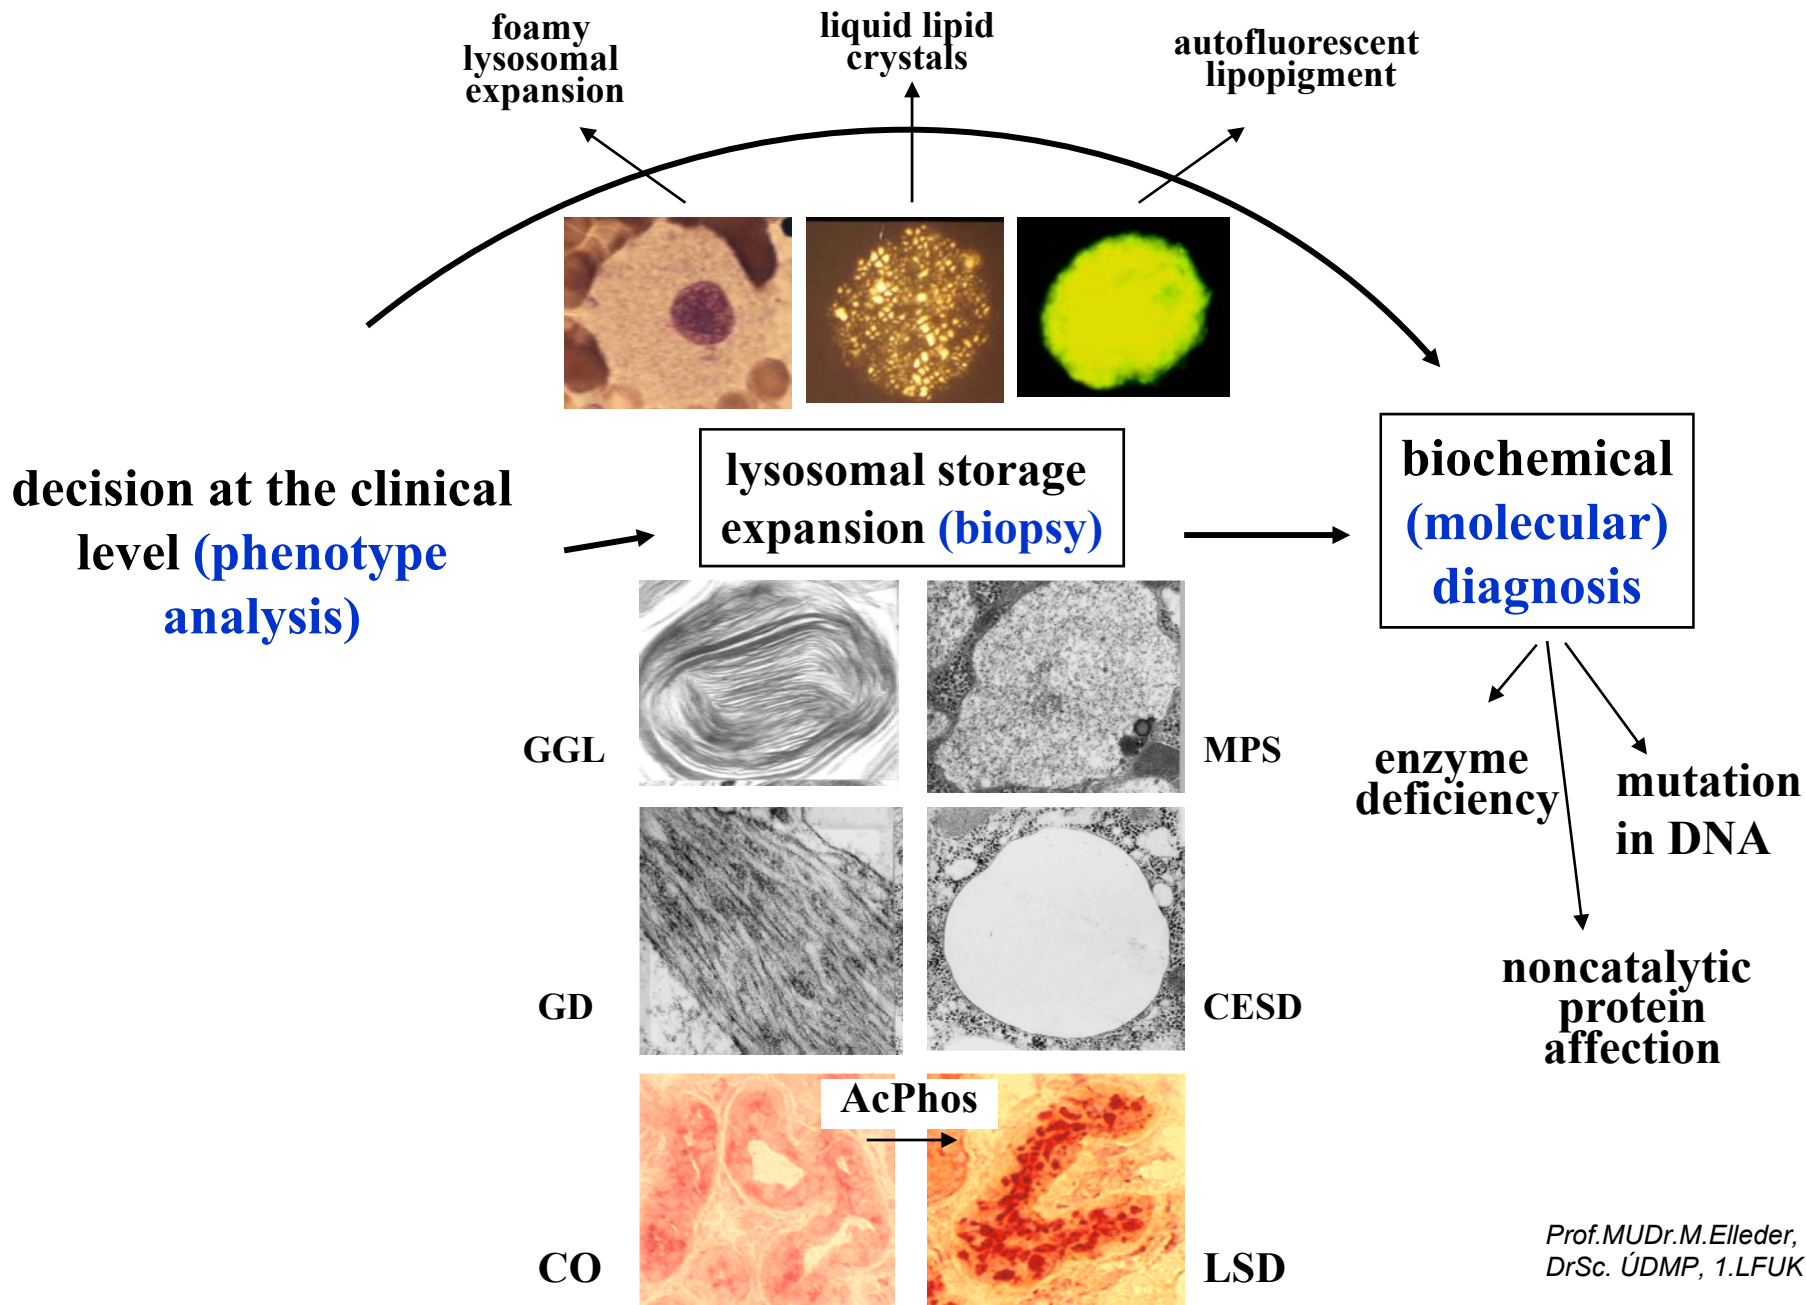 foamy
lysosomal
expansion
liquid lipid
crystals
autofluorescent
lipopigment
decision at the clinical
level (phenotype
analysis)
lysosomal storage
expansion (biopsy)
biochemical
(molecular)
diagnosis
GGL
MPS
enzyme
deficiency
mutation
in DNA
GD
CESD
noncatalytic
protein
affection
AcPhos
CO
LSD
Prof.MUDr.M.Elleder,
DrSc. ÚDMP, 1.LFUK